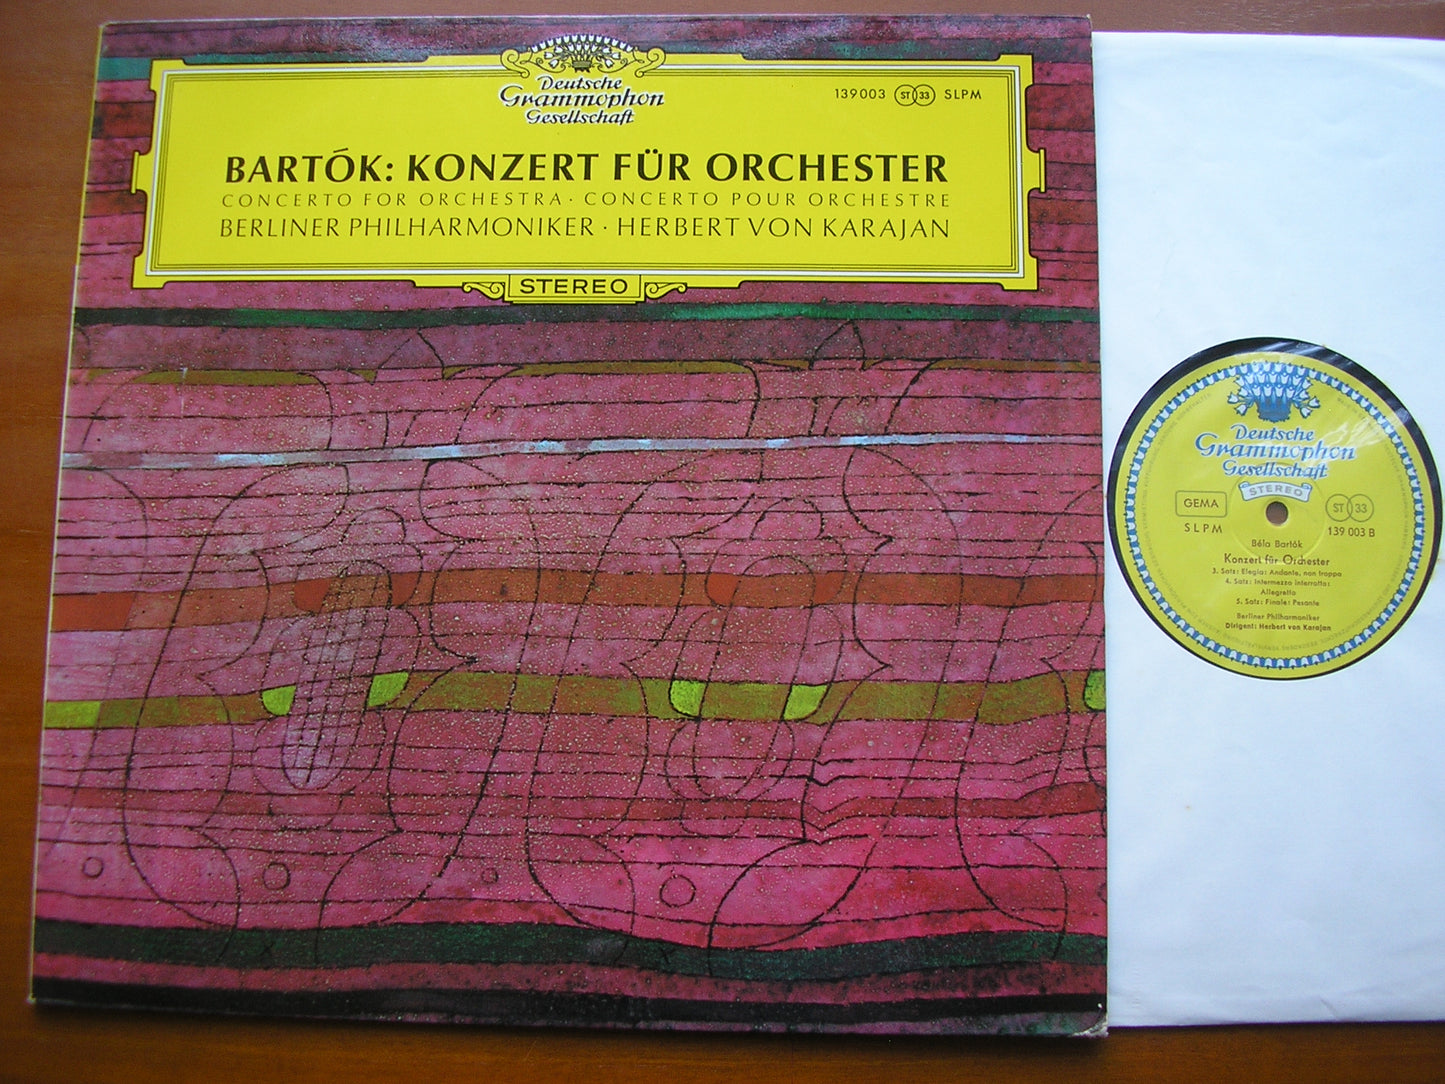 Deutsche
Grammophon
Gesellschaft
139003 ST 33 SLPM
BARTÓK: KONZERT FÜR ORCHESTER
CONCERTO FOR ORCHESTRA · CONCERTO POUR ORCHESTRE
BERLINER PHILHARMONIKER · HERBERT VON KARAJAN
STEREO
Deutsche
Grammophon
Gesellschaft
STEREO
GEMA
SLPM
ST 33
139 003 B
Béla Bartók
Konzert für Orchester
3. Satz: Elegia: Andante, non troppo
4. Satz: Intermezzo interrotto:
Allegretto
5. Satz: Finale: Pesante
Berliner Philharmoniker
Dirigent: Herbert von Karajan